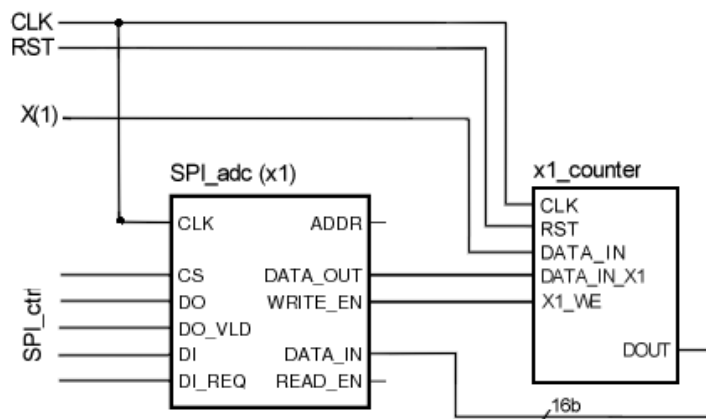 CLK
RST
X(1)
SPI_adc (x1)
x1_counter
CLK
ADDR
CS
DATA_OUT
DO
WRITE_EN
DO_VLD
DI
DATA_IN
DI_REQ
READ_EN
SPI_ctrl
CLK
RST
DATA_IN
DATA_IN_X1
X1_WE
DOUT
16b